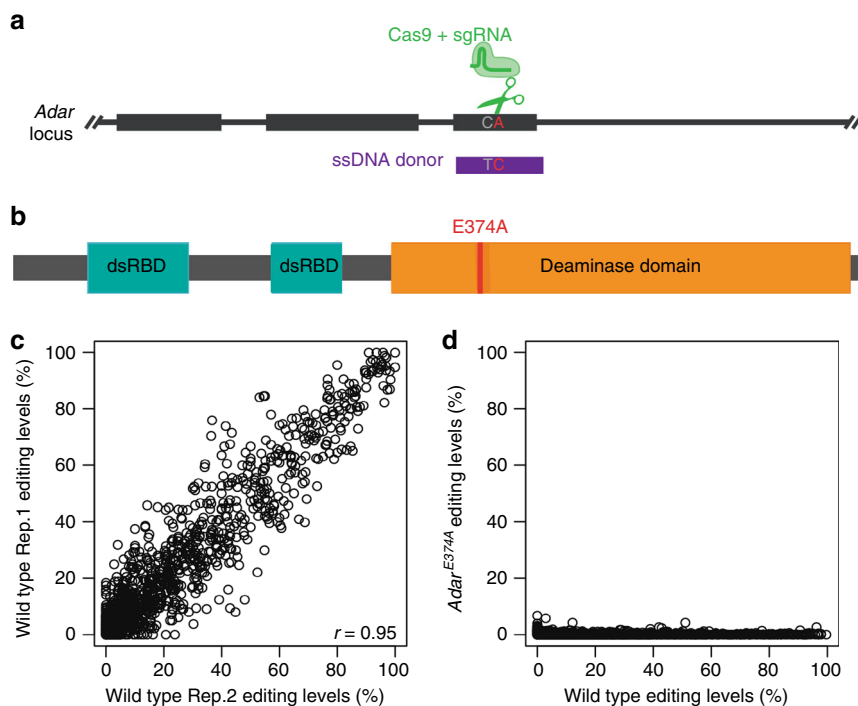 a
Cas9 + sgRNA
Adar
locus
CA
ssDNA donor
TC
b
E374A
dsRBD
dsRBD
Deaminase domain
c
Wild type Rep.1 editing levels (%)
100
80
60
40
20
0
r = 0.95
0
20
40
60
80
100
Wild type Rep.2 editing levels (%)
d
Adar^E374A editing levels (%)
100
80
60
40
20
0
0
20
40
60
80
100
Wild type editing levels (%)